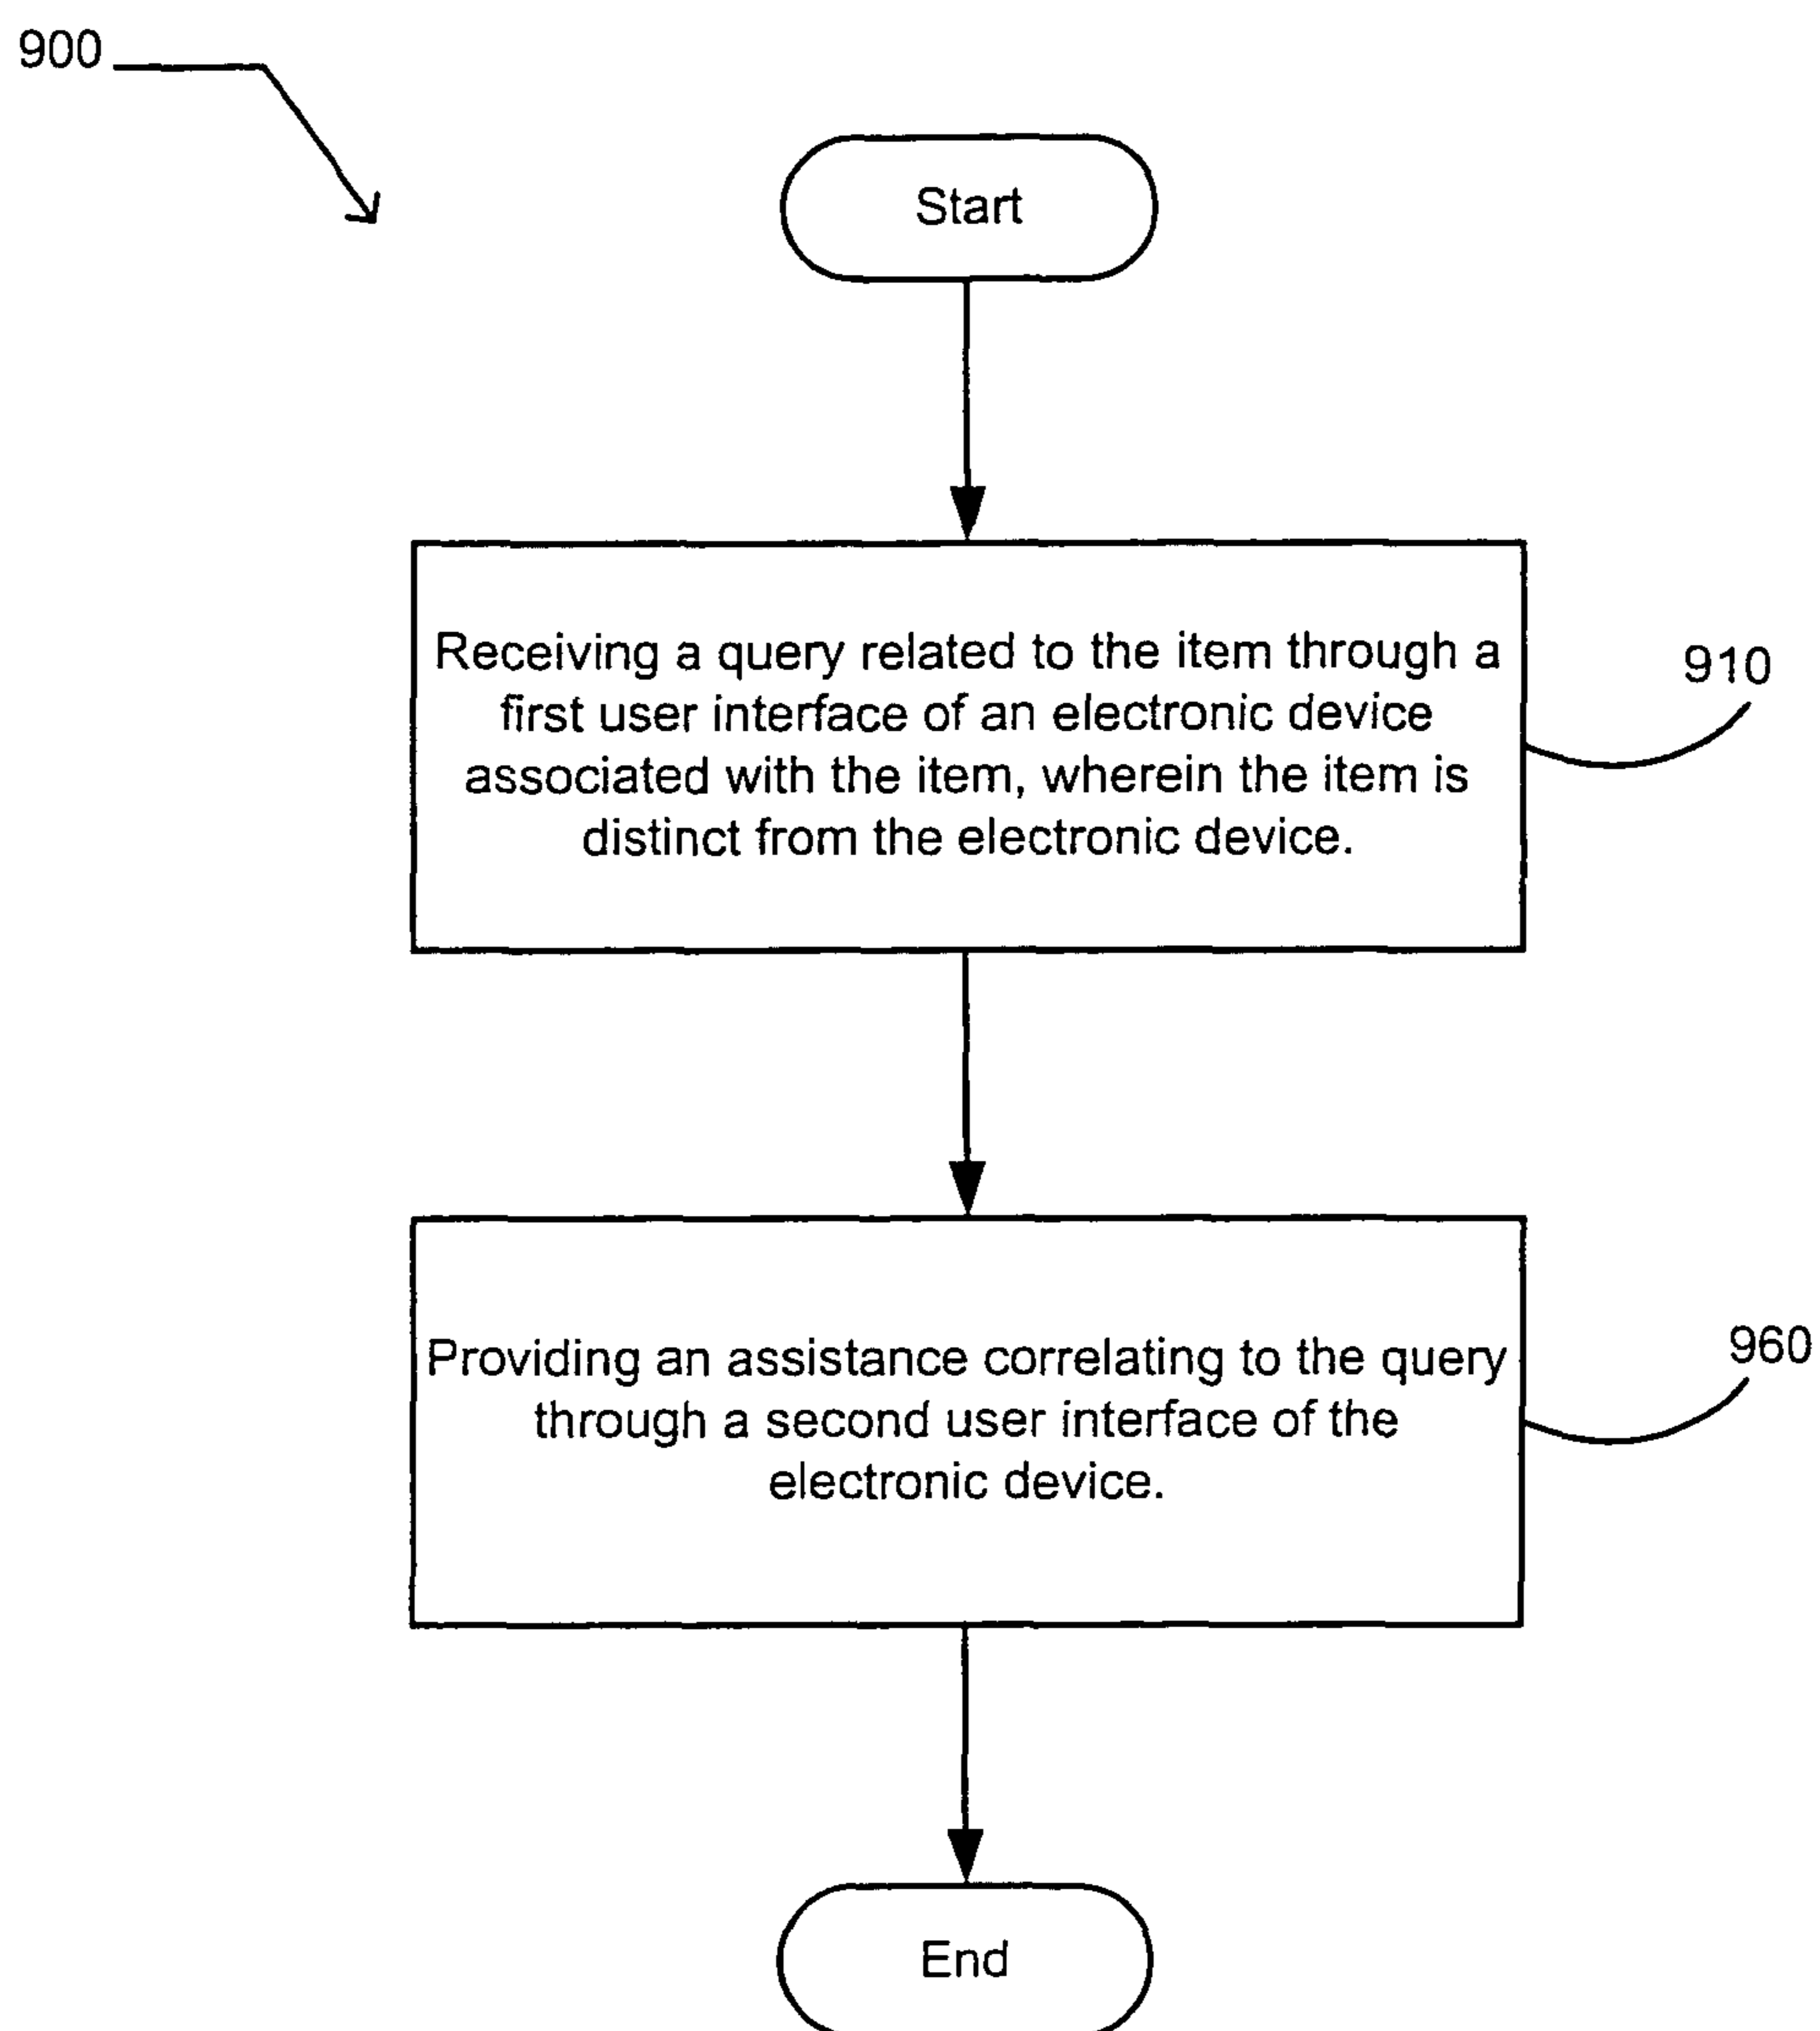 900
Start
Receiving a query related to the item through a
first user interface of an electronic device
associated with the item, wherein the item is
distinct from the electronic device.
910
Providing an assistance correlating to the query
through a second user interface of the
electronic device.
960
End